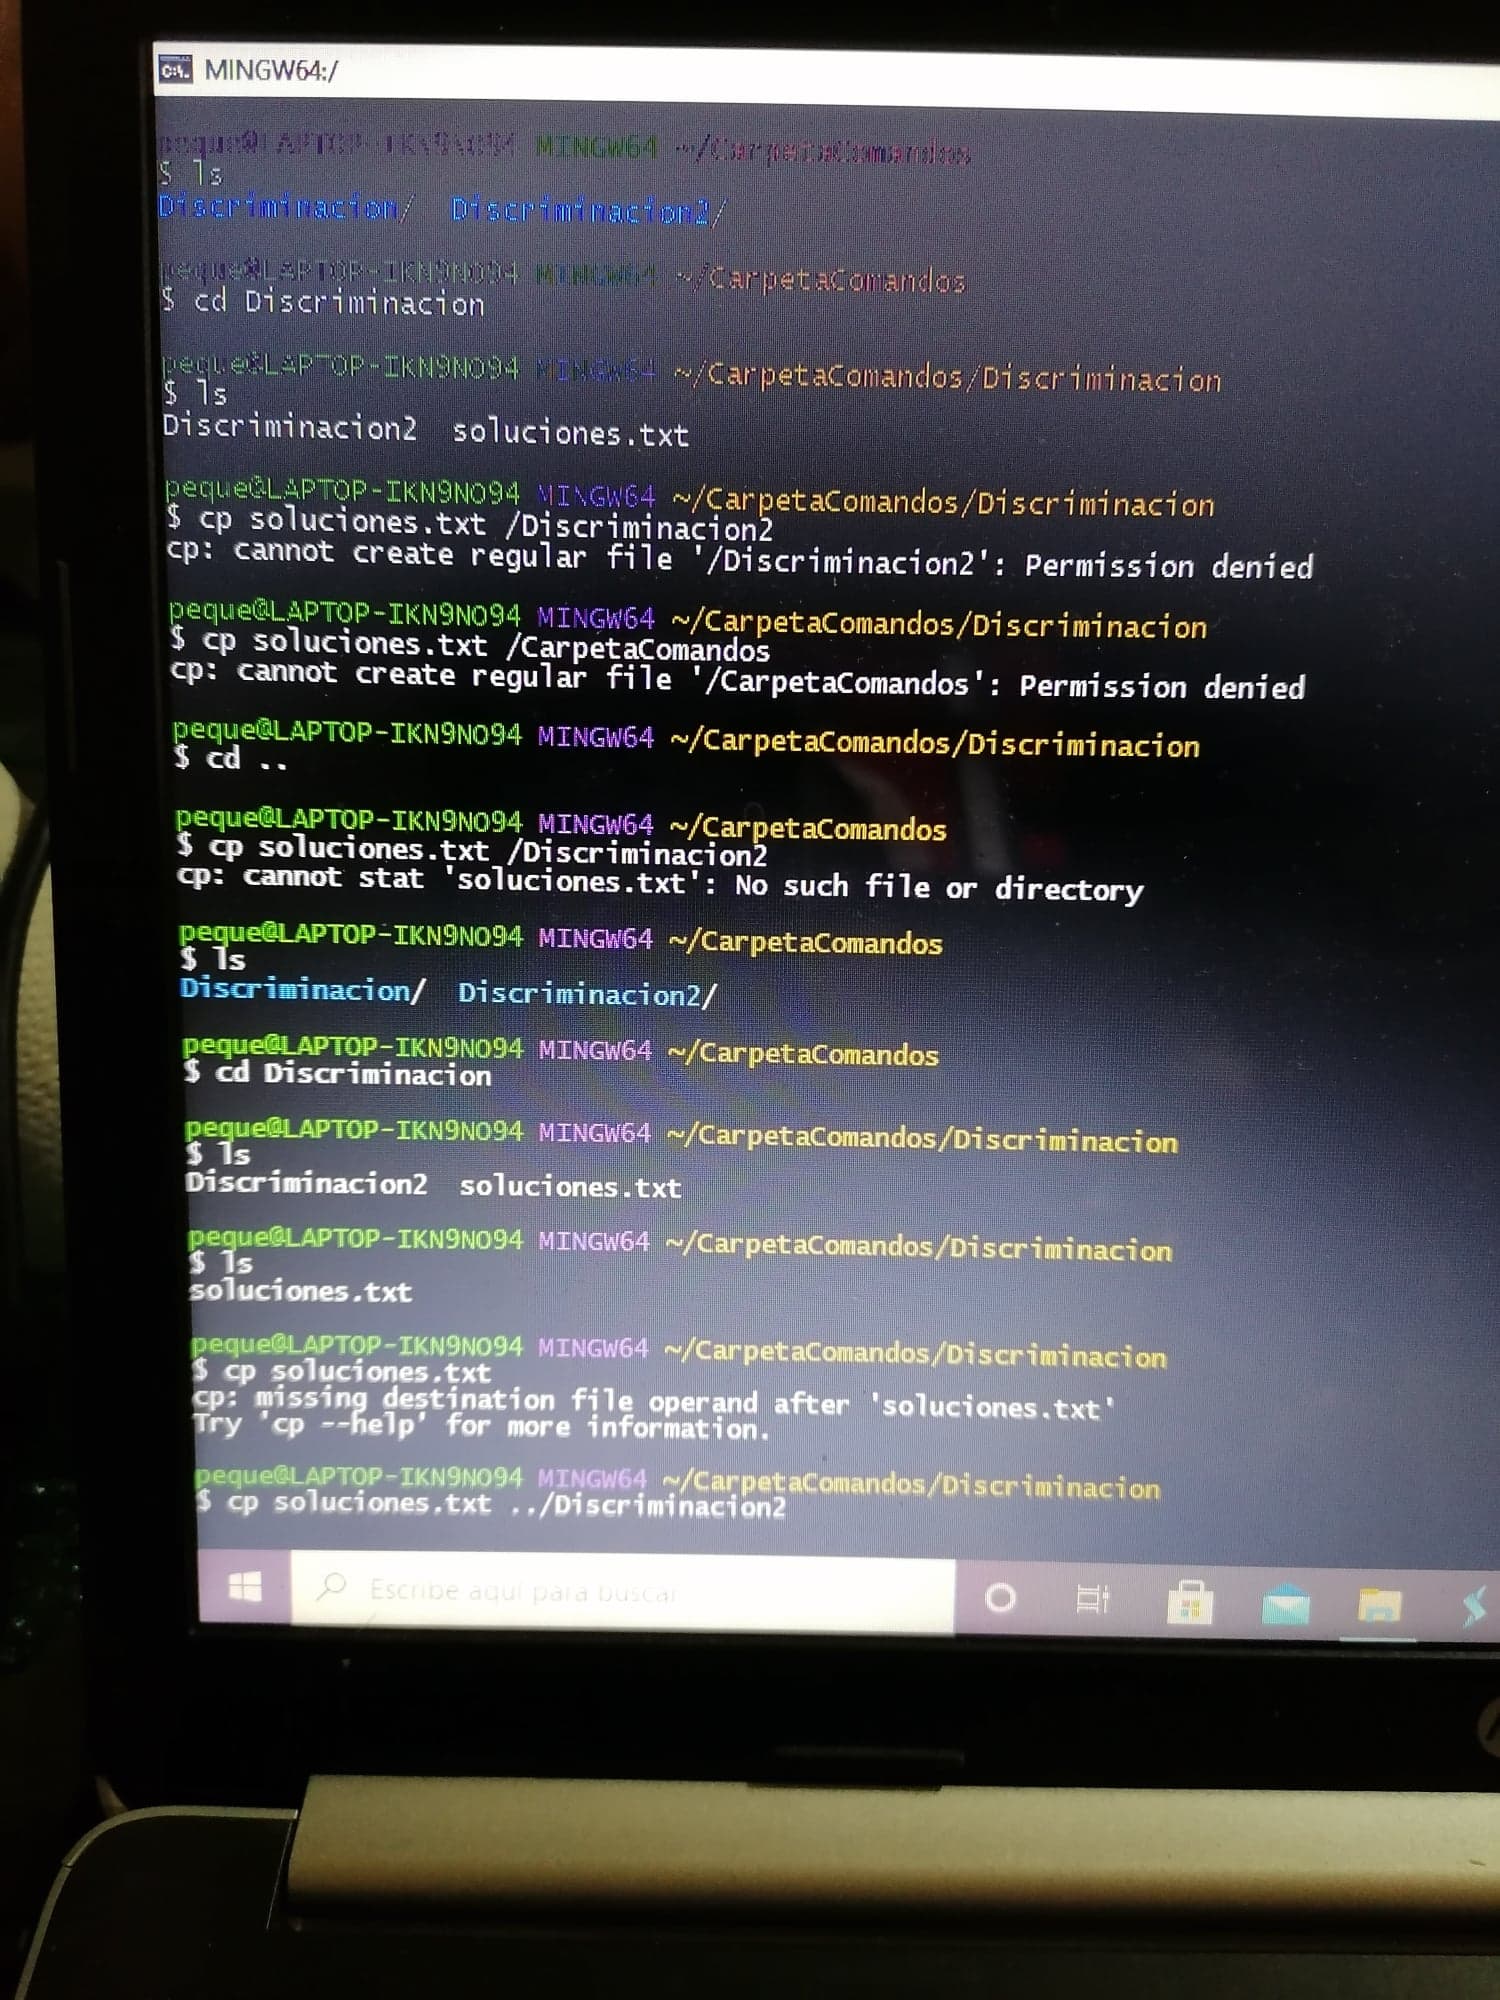 MINGW64:/
peque@LAPTOP-IKN9NO94 MINGW64 ~/CarpetaComandos
$ ls
Discriminacion/  Discriminacion2/
peque@LAPTOP-IKN9NO94 MINGW64 ~/CarpetaComandos
$ cd Discriminacion
peque@LAPTOP-IKN9NO94 MINGW64 ~/CarpetaComandos/Discriminacion
$ ls
Discriminacion2  soluciones.txt
peque@LAPTOP-IKN9NO94 MINGW64 ~/CarpetaComandos/Discriminacion
$ cp soluciones.txt /Discriminacion2
cp: cannot create regular file '/Discriminacion2': Permission denied
peque@LAPTOP-IKN9NO94 MINGW64 ~/CarpetaComandos/Discriminacion
$ cp soluciones.txt /CarpetaComandos
cp: cannot create regular file '/CarpetaComandos': Permission denied
peque@LAPTOP-IKN9NO94 MINGW64 ~/CarpetaComandos/Discriminacion
$ cd ..
peque@LAPTOP-IKN9NO94 MINGW64 ~/CarpetaComandos
$ cp soluciones.txt /Discriminacion2
cp: cannot stat 'soluciones.txt': No such file or directory
peque@LAPTOP-IKN9NO94 MINGW64 ~/CarpetaComandos
$ ls
Discriminacion/  Discriminacion2/
peque@LAPTOP-IKN9NO94 MINGW64 ~/CarpetaComandos
$ cd Discriminacion
peque@LAPTOP-IKN9NO94 MINGW64 ~/CarpetaComandos/Discriminacion
$ ls
Discriminacion2  soluciones.txt
peque@LAPTOP-IKN9NO94 MINGW64 ~/CarpetaComandos/Discriminacion
$ ls
soluciones.txt
peque@LAPTOP-IKN9NO94 MINGW64 ~/CarpetaComandos/Discriminacion
$ cp soluciones.txt
cp: missing destination file operand after 'soluciones.txt'
Try 'cp --help' for more information.
peque@LAPTOP-IKN9NO94 MINGW64 ~/CarpetaComandos/Discriminacion
$ cp soluciones.txt ../Discriminacion2
Escribe aquí para buscar